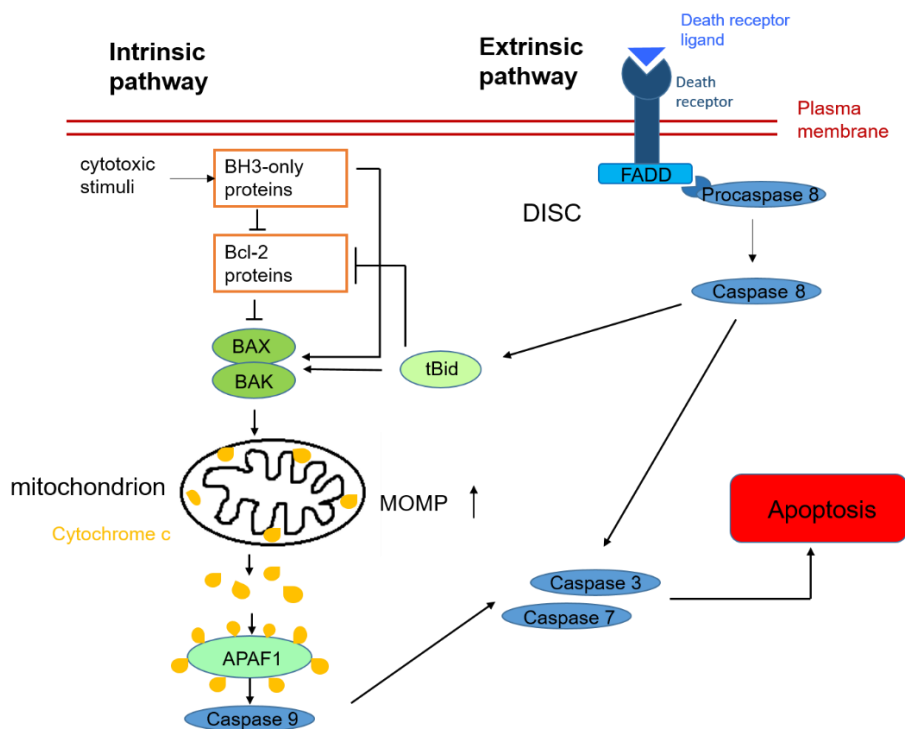 Intrinsic
pathway
Extrinsic
pathway
Death receptor
ligand
Death
receptor
Plasma
membrane
cytotoxic
stimuli
BH3-only
proteins
FADD
Procaspase 8
DISC
Bcl-2
proteins
Caspase 8
BAX
BAK
tBid
mitochondrion
MOMP
Cytochrome c
Apoptosis
Caspase 3
Caspase 7
APAF1
Caspase 9